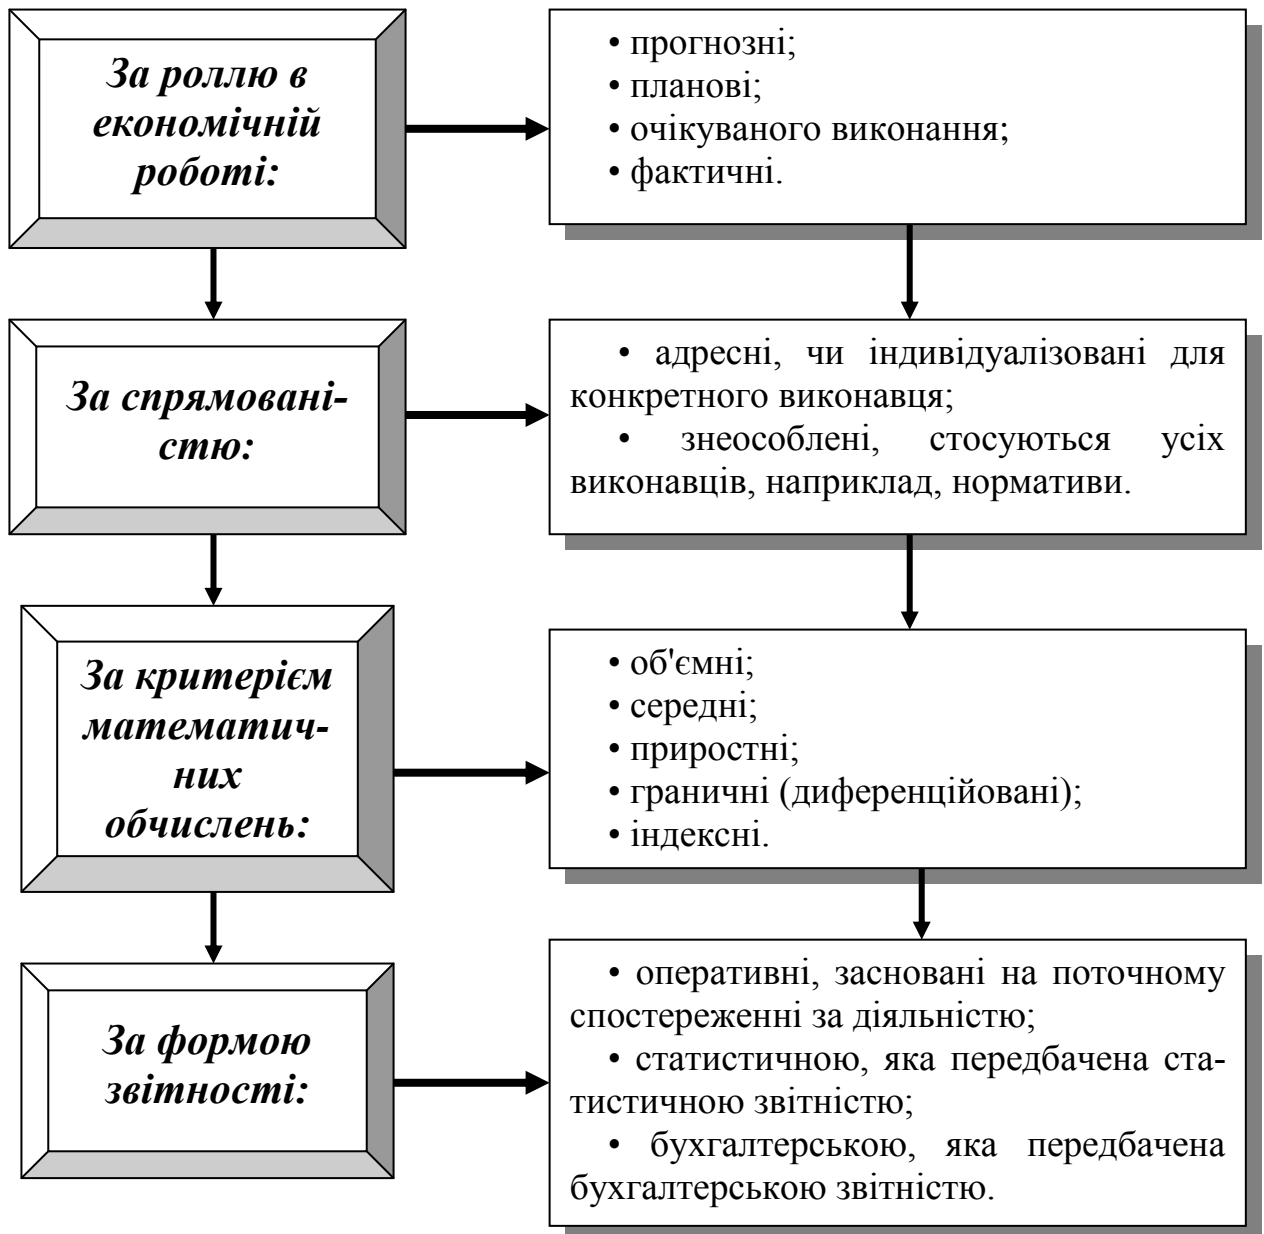 За роллю в
економічній
роботі:
• прогнозні;
• планові;
• очікуваного виконання;
• фактичні.
За спрямовані-
стю:
• адресні, чи індивідуалізовані для
конкретного виконавця;
• знеособлені, стосуються усіх
виконавців, наприклад, нормативи.
За критерієм
математич-
них
обчислень:
• об'ємні;
• середні;
• приростні;
• граничні (диференційовані);
• індексні.
За формою
звітності:
• оперативні, засновані на поточному
спостереженні за діяльністю;
• статистичною, яка передбачена ста-
тистичною звітністю;
• бухгалтерською, яка передбачена
бухгалтерською звітністю.